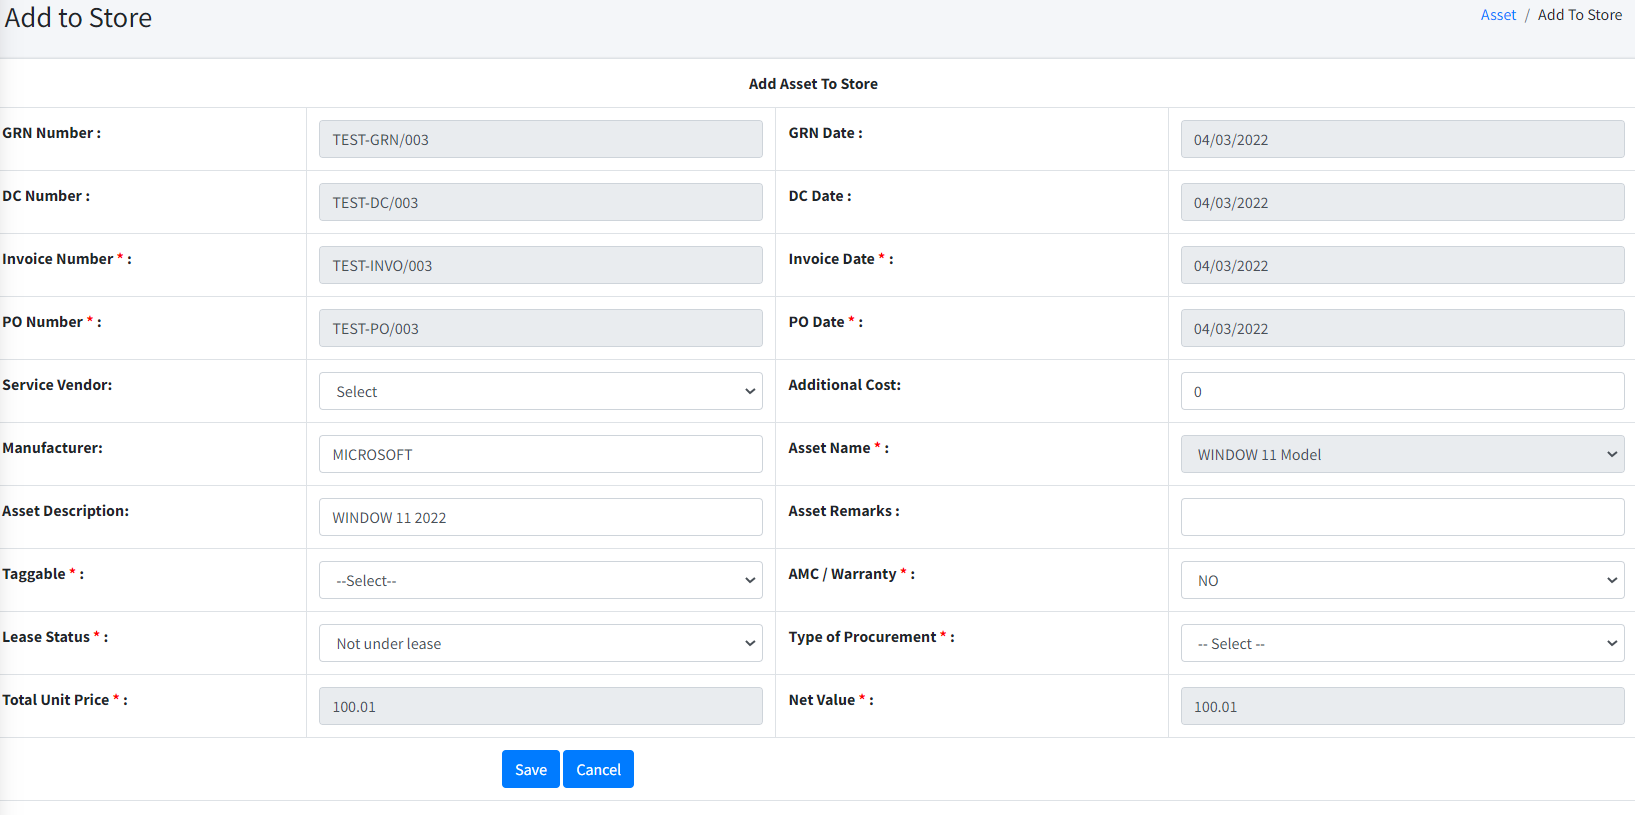 Add to Store
Asset / Add To Store
Add Asset To Store
GRN Number : TEST-GRN/003 GRN Date : 04/03/2022
DC Number : TEST-DC/003 DC Date : 04/03/2022
Invoice Number * : TEST-INVO/003 Invoice Date * : 04/03/2022
PO Number * : TEST-PO/003 PO Date * : 04/03/2022
Service Vendor: Select Additional Cost: 0
Manufacturer: MICROSOFT Asset Name * : WINDOW 11 Model
Asset Description: WINDOW 11 2022 Asset Remarks :
Taggable * : --Select-- AMC / Warranty * : NO
Lease Status * : Not under lease Type of Procurement * : -- Select --
Total Unit Price * : 100.01 Net Value * : 100.01
Save Cancel